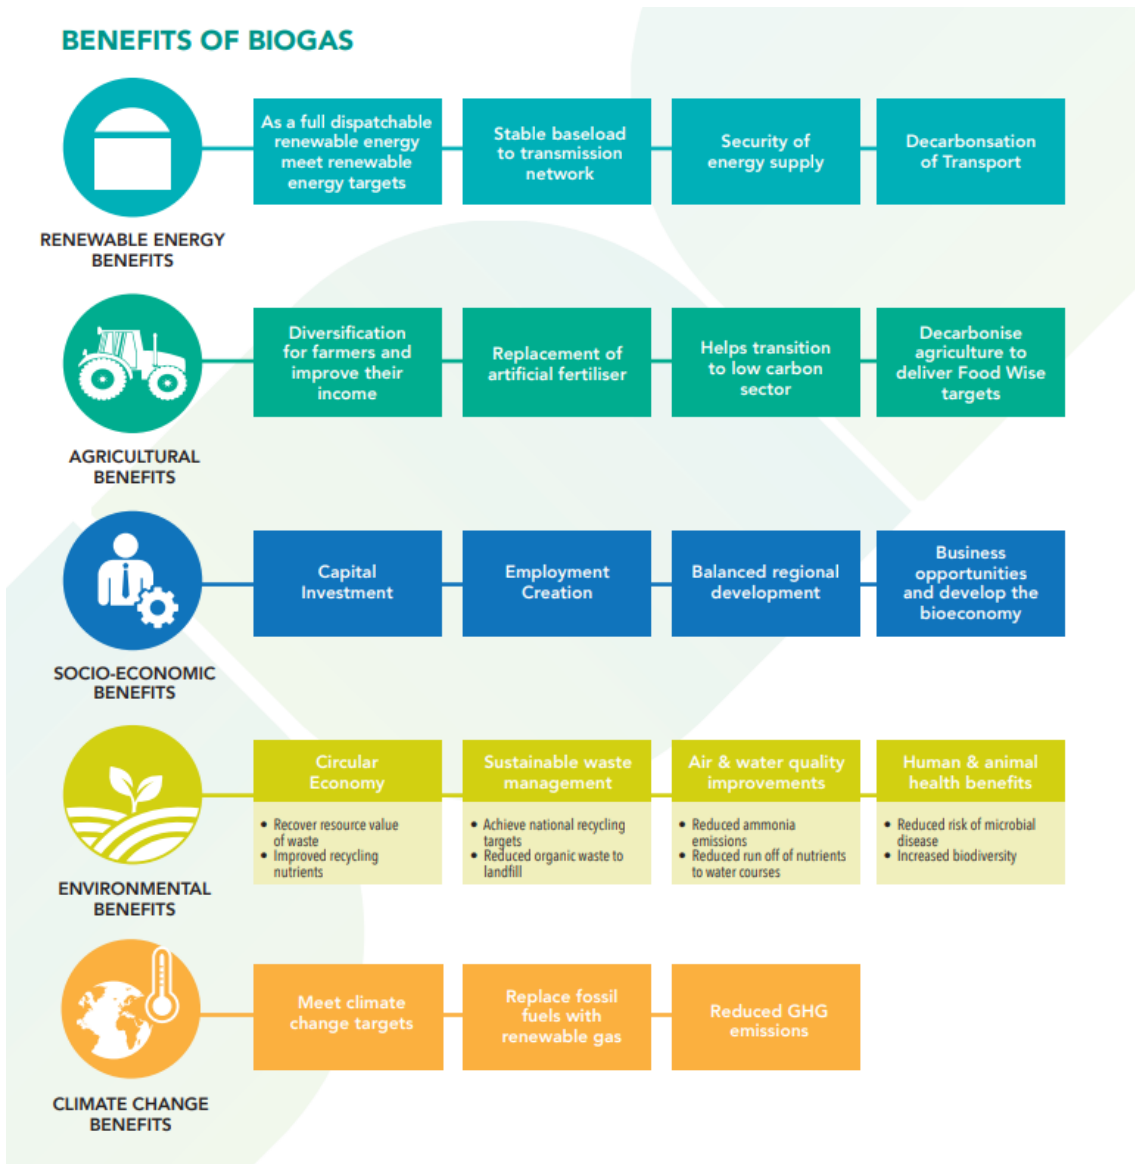 BENEFITS OF BIOGAS
RENEWABLE ENERGY
BENEFITS
As a full dispatchable
renewable energy
meet renewable
energy targets
Stable baseload
to transmission
network
Security of
energy supply
Decarbonsation
of Transport
AGRICULTURAL
BENEFITS
Diversification
for farmers and
improve their
income
Replacement of
artificial fertiliser
Helps transition
to low carbon
sector
Decarbonise
agriculture to
deliver Food Wise
targets
SOCIO-ECONOMIC
BENEFITS
Capital
Investment
Employment
Creation
Balanced regional
development
Business
opportunities
and develop the
bioeconomy
ENVIRONMENTAL
BENEFITS
Circular
Economy
• Recover resource value
of waste
• Improved recycling
nutrients
Sustainable waste
management
• Achieve national recycling
targets
• Reduced organic waste to
landfill
Air & water quality
improvements
• Reduced ammonia
emissions
• Reduced run off of nutrients
to water courses
Human & animal
health benefits
• Reduced risk of microbial
disease
• Increased biodiversity
CLIMATE CHANGE
BENEFITS
Meet climate
change targets
Replace fossil
fuels with
renewable gas
Reduced GHG
emissions